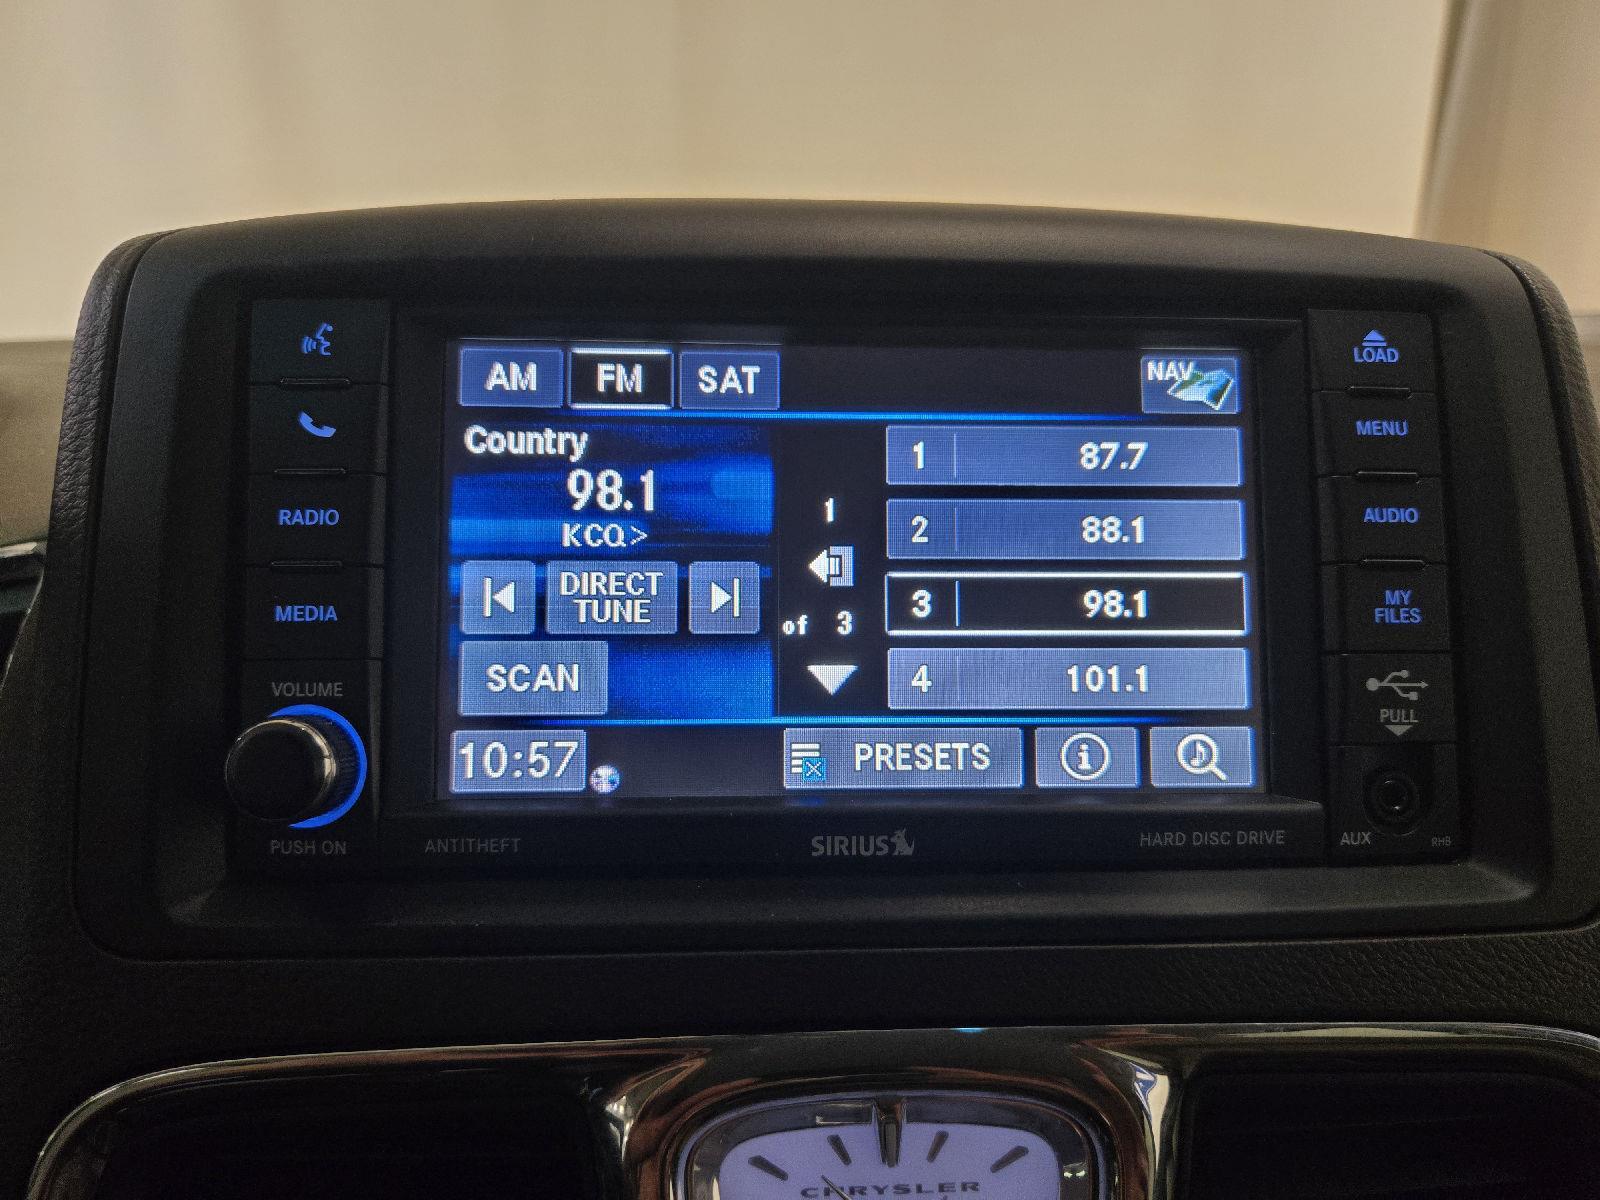 AM FM SAT NAV
Country
98.1
KCQ>
DIRECT
TUNE
SCAN
1
of 3
1 87.7
2 88.1
3 98.1
4 101.1
10:57 PRESETS
RADIO
MEDIA
VOLUME
PUSH ON
LOAD
MENU
AUDIO
MY
FILES
PULL
AUX RHB
ANTITHEFT SIRIUS HARD DISC DRIVE
CHRYSLER